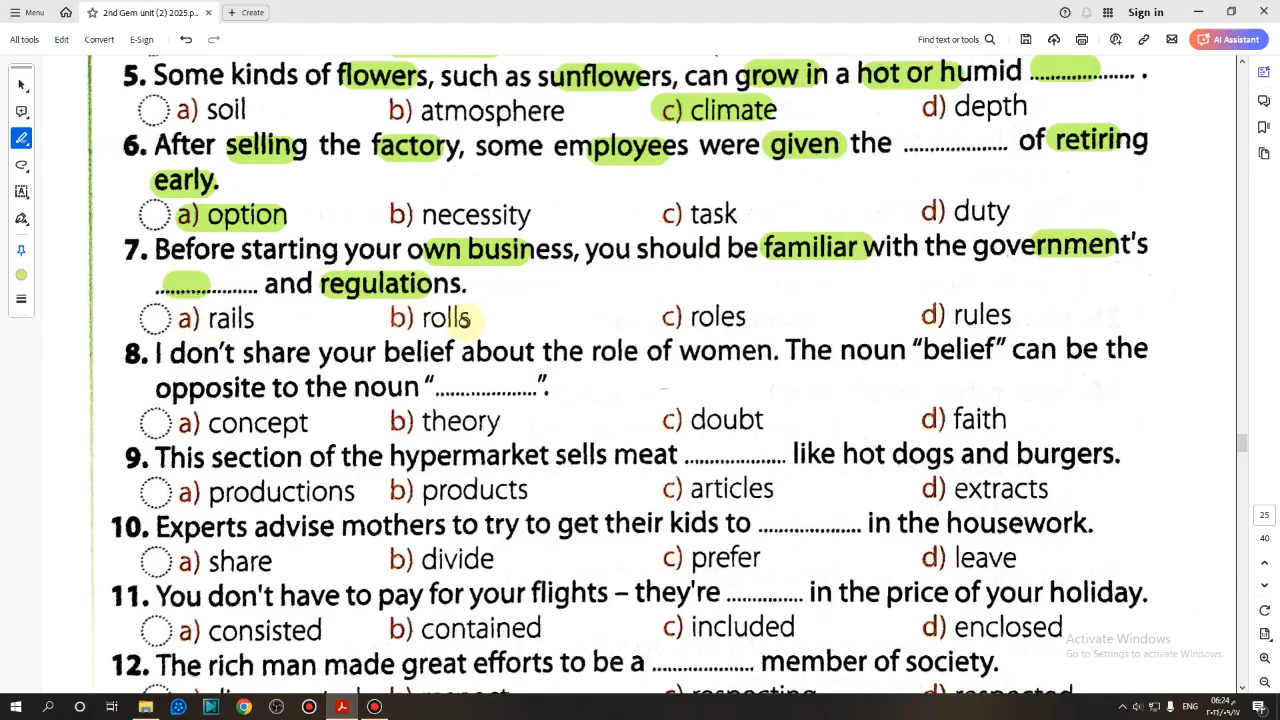 Menu
2nd Gem unit (2) 2025.p...
Create
Sign in
All tools
Edit
Convert
E-Sign
Find text or tools
AI Assistant
5. Some kinds of flowers, such as sunflowers, can grow in a hot or humid .................... .
a) soil b) atmosphere c) climate d) depth
6. After selling the factory, some employees were given the .................... of retiring
early.
a) option b) necessity c) task d) duty
7. Before starting your own business, you should be familiar with the government's
.................... and regulations.
a) rails b) rolls c) roles d) rules
8. I don't share your belief about the role of women. The noun “belief” can be the
opposite to the noun “....................”.
a) concept b) theory c) doubt d) faith
9. This section of the hypermarket sells meat .................... like hot dogs and burgers.
a) productions b) products c) articles d) extracts
10. Experts advise mothers to try to get their kids to .................... in the housework.
a) share b) divide c) prefer d) leave
11. You don't have to pay for your flights – they're ............... in the price of your holiday.
a) consisted b) contained c) included d) enclosed
12. The rich man made great efforts to be a .................... member of society.
c) respecting d) respected
25
40
Activate Windows
Go to Settings to activate Windows.
ENG
06:24 م